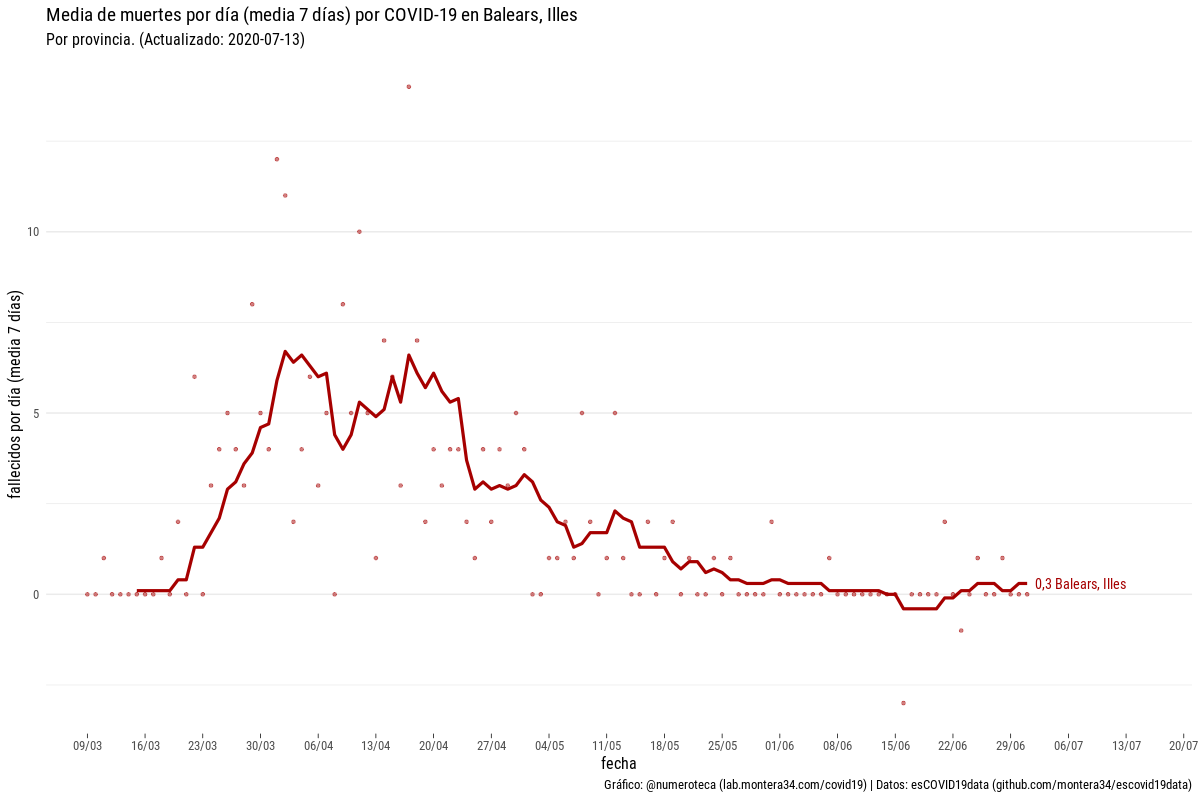 Media de muertes por día (media 7 días) por COVID-19 en Balears, Illes
Por provincia. (Actualizado: 2020-07-13)
fallecidos por día (media 7 días)
10
5
0
0,3 Balears, Illes
09/03 16/03 23/03 30/03 06/04 13/04 20/04 27/04 04/05 11/05 18/05 25/05 01/06 08/06 15/06 22/06 29/06 06/07 13/07 20/07
fecha
Gráfico: @numeroteca (lab.montera34.com/covid19) | Datos: esCOVID19data (github.com/montera34/escovid19data)